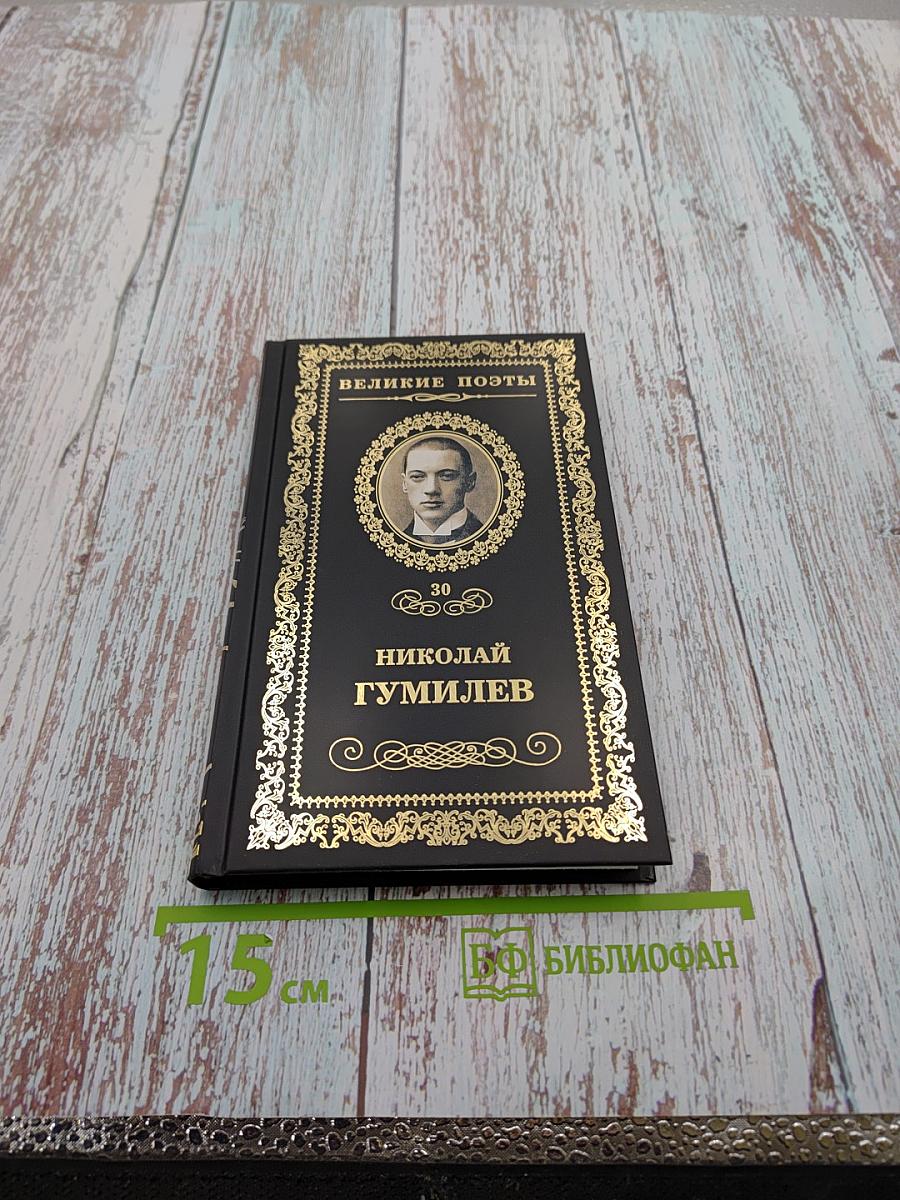 ВЕЛИКИЕ ПОЭТЫ
30
НИКОЛАЙ
ГУМИЛЕВ
15 см
БФ БИБЛИОФАН